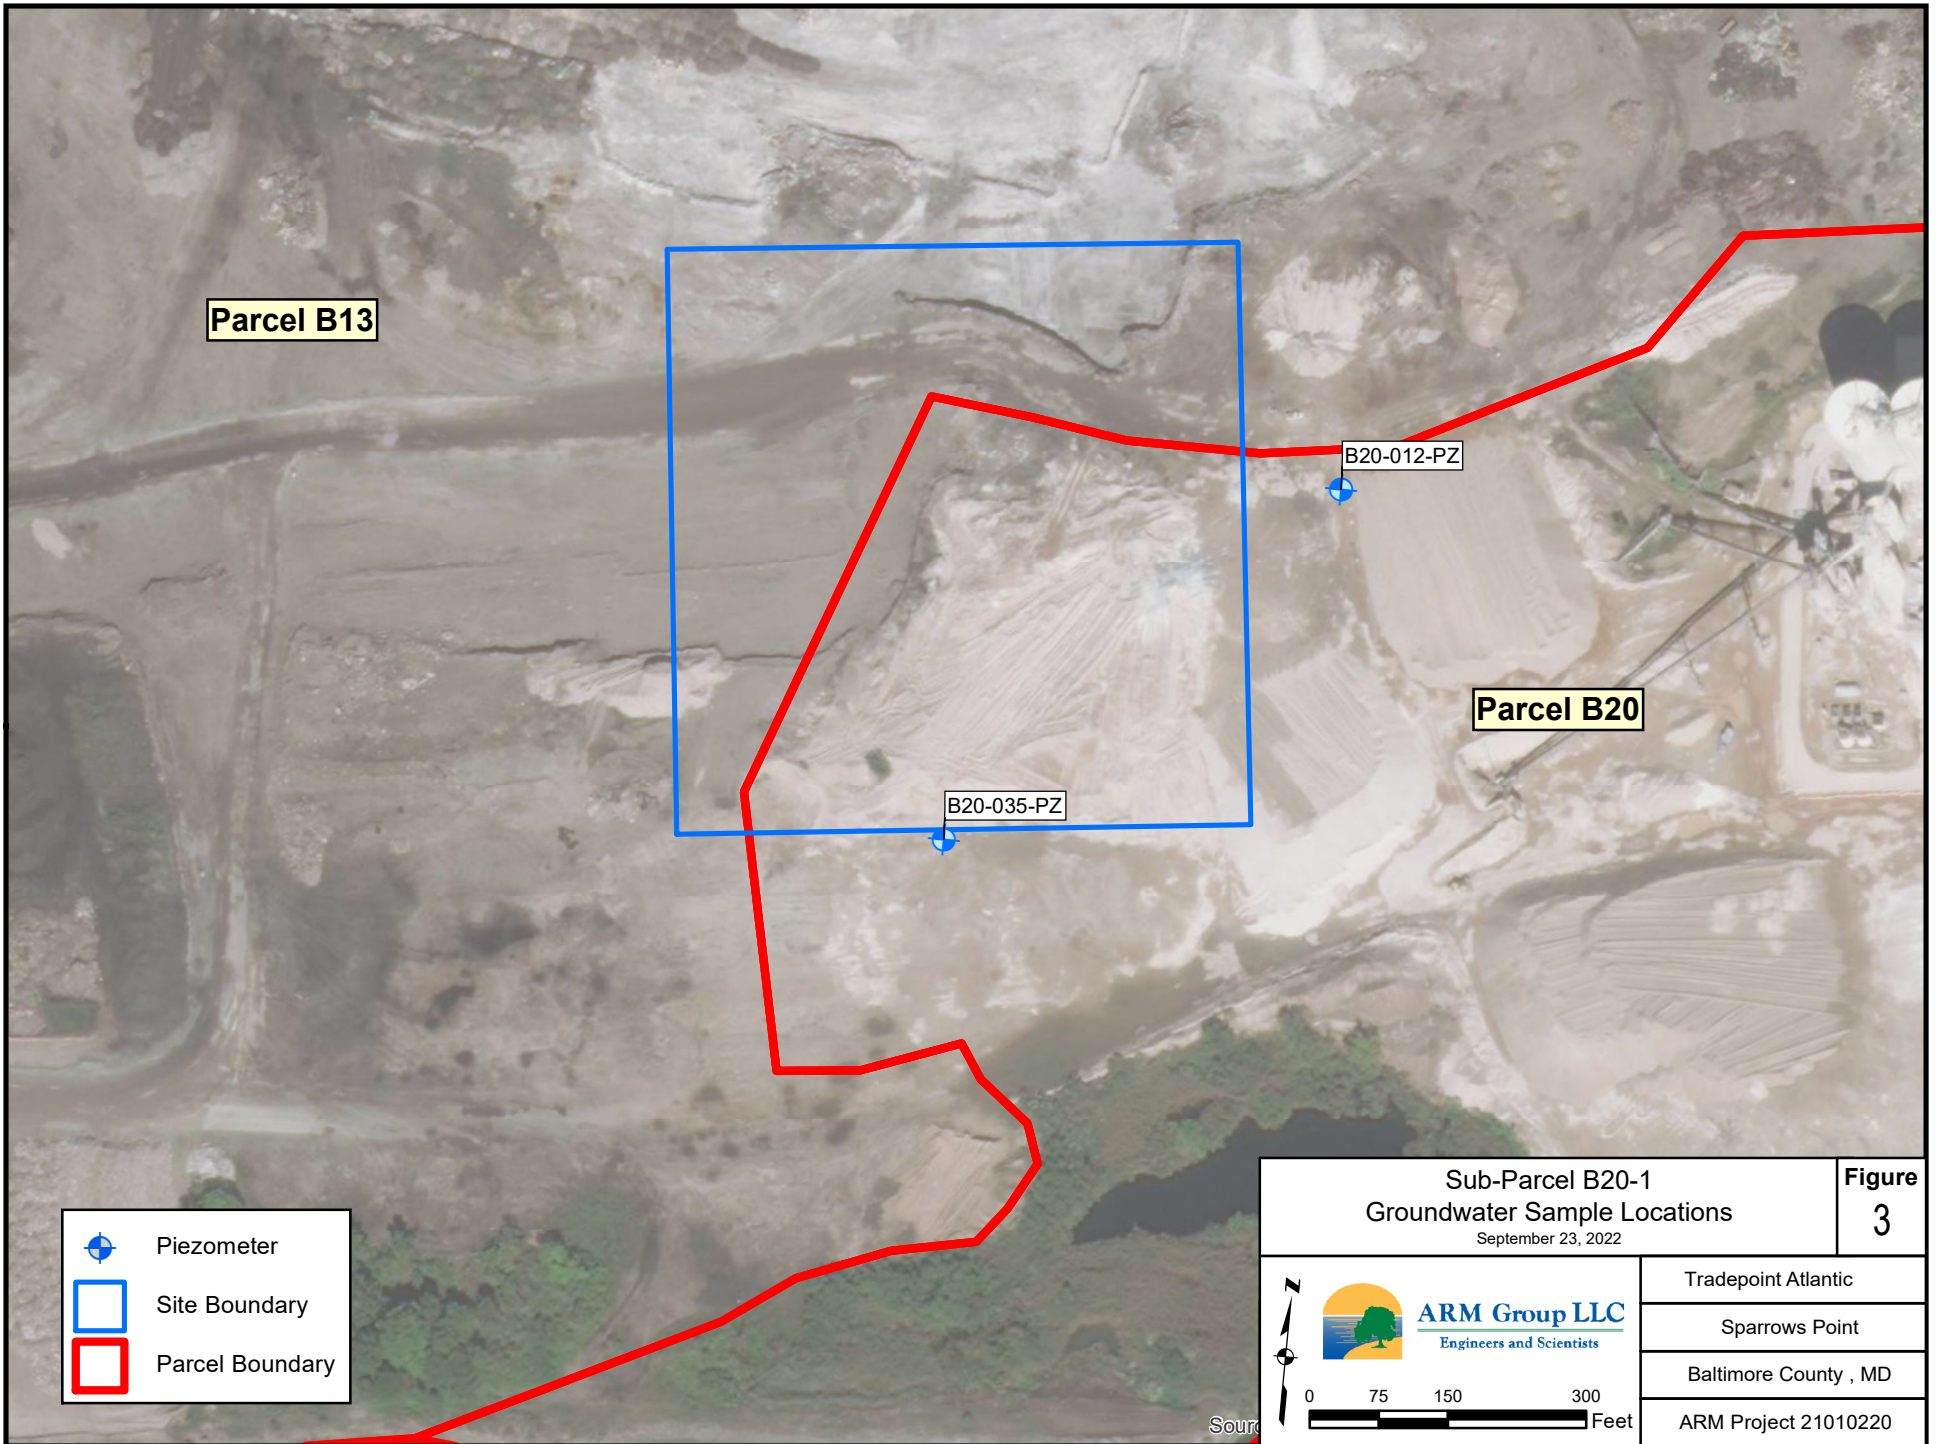 Parcel B13
B20-012-PZ
Parcel B20
B20-035-PZ
Piezometer
Site Boundary
Parcel Boundary
Sub-Parcel B20-1
Groundwater Sample Locations
September 23, 2022
Figure
3
N
ARM Group LLC
Engineers and Scientists
0 75 150 300
Feet
Tradepoint Atlantic
Sparrows Point
Baltimore County , MD
ARM Project 21010220